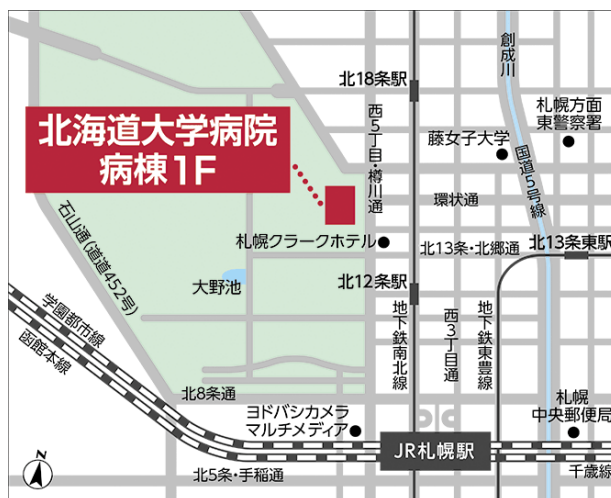 創成川
北18条駅
札幌方面
東警察署
西5丁目・樽川通
藤女子大学
北海道大学病院
病棟1F
国道5号線
環状通
石山通(道道452号)
札幌クラークホテル
北13条・北郷通
北13条東駅
大野池
北12条駅
地下鉄南北線
西3丁目通
地下鉄東豊線
学園都市線
函館本線
北8条通
ヨドバシカメラ
マルチメディア
札幌
中央郵便局
JR札幌駅
北5条・手稲通
千歳線
N